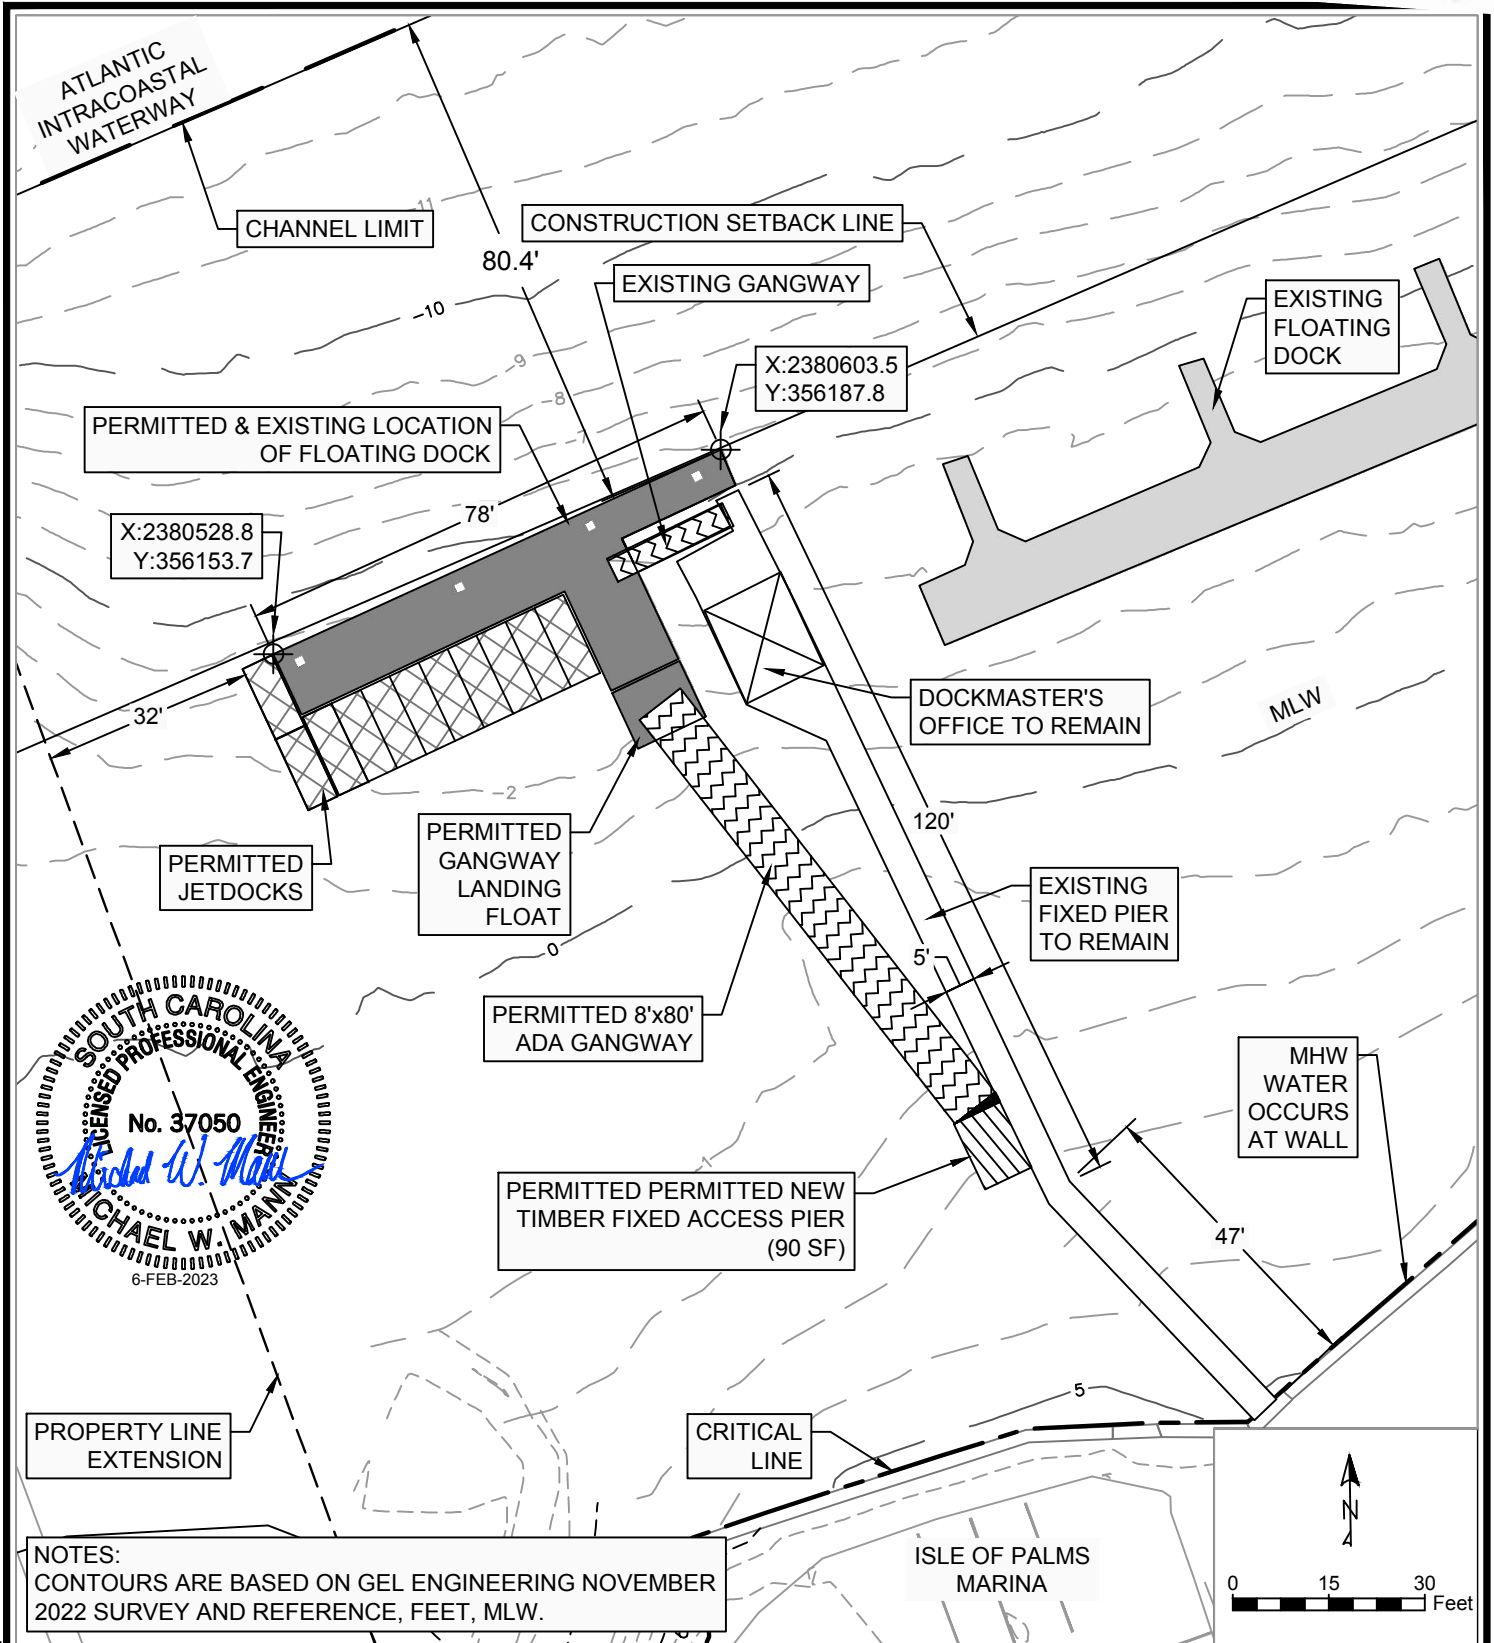 ATLANTIC
INTRACOASTAL
WATERWAY
CHANNEL LIMIT
-11
80.4'
CONSTRUCTION SETBACK LINE
EXISTING GANGWAY
EXISTING
FLOATING
DOCK
-10
-9
-8
X:2380603.5
Y:356187.8
PERMITTED & EXISTING LOCATION
OF FLOATING DOCK
78'
X:2380528.8
Y:356153.7
32'
DOCKMASTER'S
OFFICE TO REMAIN
MLW
-2
120'
PERMITTED
JETDOCKS
PERMITTED
GANGWAY
LANDING
FLOAT
EXISTING
FIXED PIER
TO REMAIN
0
5'
PERMITTED 8'x80'
ADA GANGWAY
MHW
WATER
OCCURS
AT WALL
SOUTH CAROLINA
LICENSED PROFESSIONAL ENGINEER
No. 37050
Michael W. Mann
MICHAEL W. MANN
6-FEB-2023
PERMITTED PERMITTED NEW
TIMBER FIXED ACCESS PIER
(90 SF)
47'
5
PROPERTY LINE
EXTENSION
CRITICAL
LINE
NOTES:
CONTOURS ARE BASED ON GEL ENGINEERING NOVEMBER
2022 SURVEY AND REFERENCE, FEET, MLW.
ISLE OF PALMS
MARINA
N
0 15 30
Feet